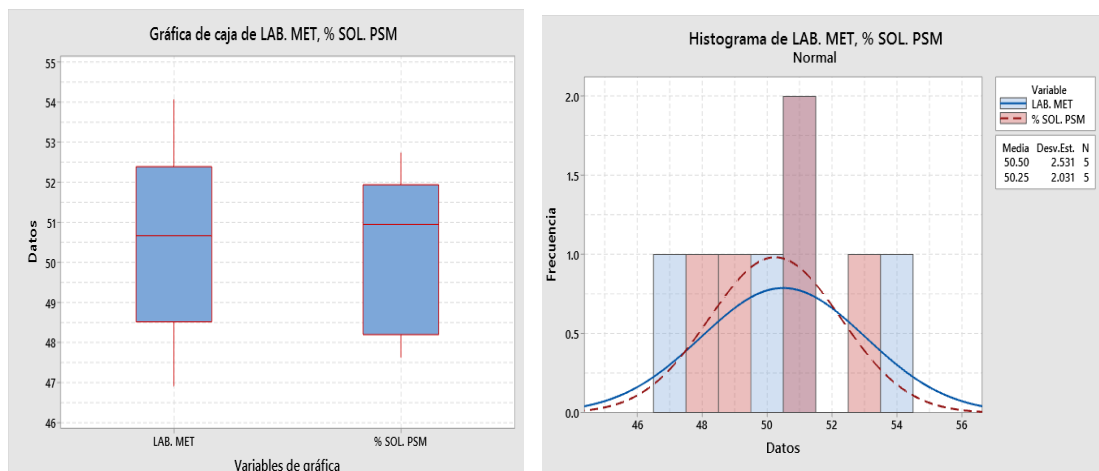 Gráfica de caja de LAB. MET, % SOL. PSM
55
54
53
52
51
50
49
48
47
46
Datos
LAB. MET
% SOL. PSM
Variables de gráfica
Histograma de LAB. MET, % SOL. PSM
Normal
2.0
1.5
1.0
0.5
0.0
Frecuencia
46
48
50
52
54
56
Datos
Variable
LAB. MET
% SOL. PSM
Media Desv.Est. N
50.50 2.531 5
50.25 2.031 5